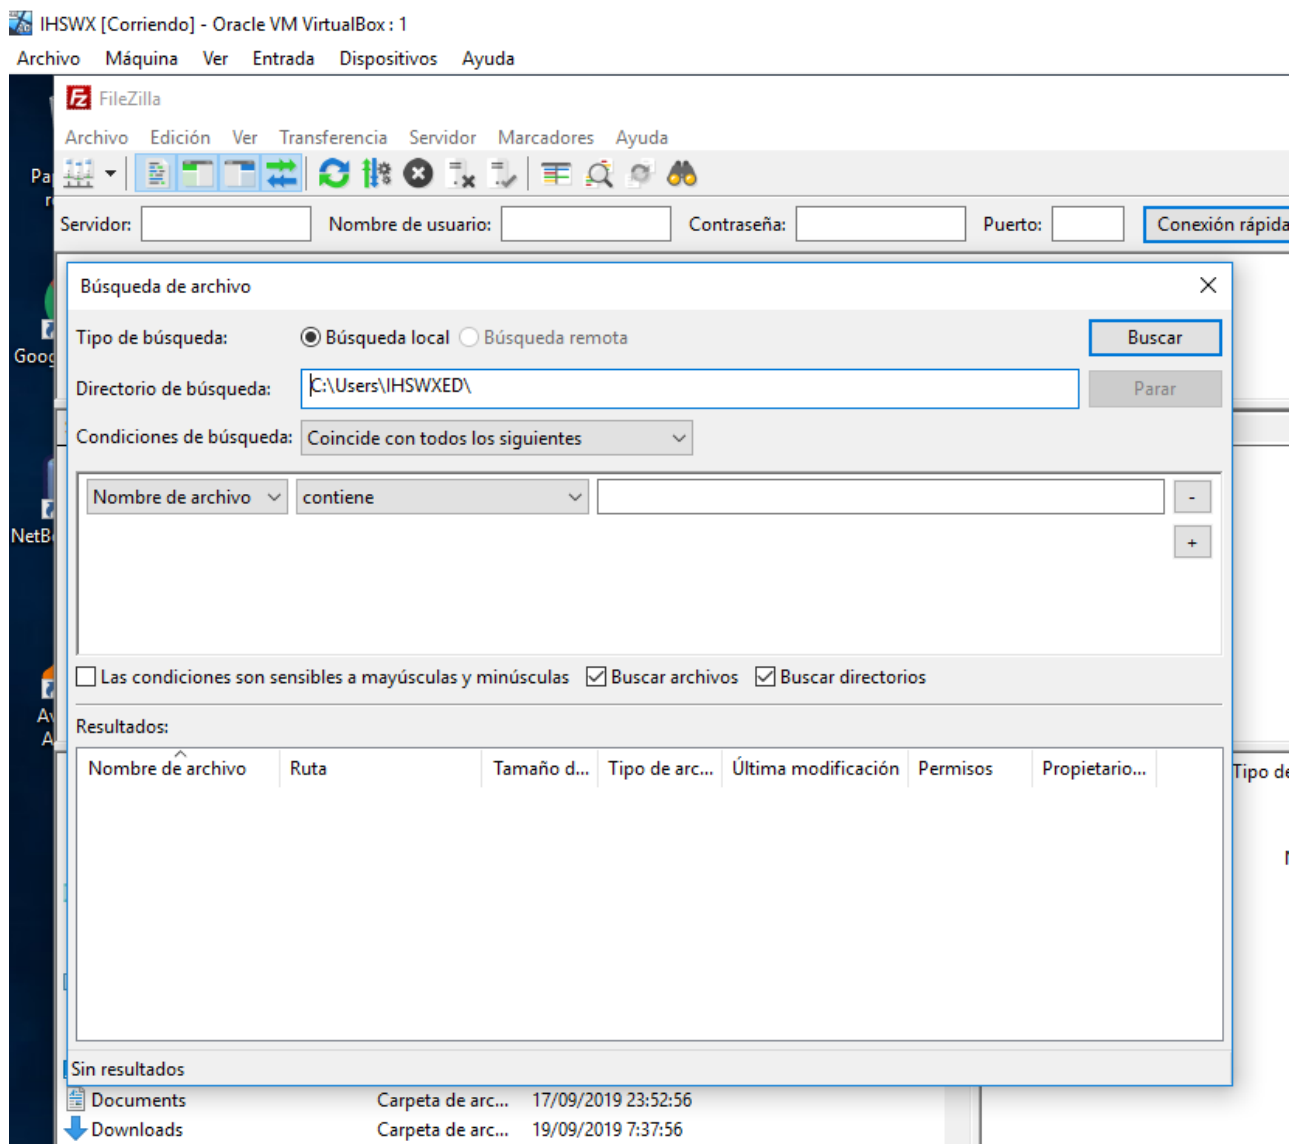 IHSWX [Corriendo] - Oracle VM VirtualBox : 1
Archivo Máquina Ver Entrada Dispositivos Ayuda
FileZilla
Archivo Edición Ver Transferencia Servidor Marcadores Ayuda
Servidor: Nombre de usuario: Contraseña: Puerto: Conexión rápida
Búsqueda de archivo
Tipo de búsqueda: Búsqueda local Búsqueda remota Buscar
Directorio de búsqueda: C:\Users\IHSWXED\ Parar
Condiciones de búsqueda: Coincide con todos los siguientes
Nombre de archivo contiene -
+
Las condiciones son sensibles a mayúsculas y minúsculas Buscar archivos Buscar directorios
Resultados:
Nombre de archivo Ruta Tamaño d... Tipo de arc... Última modificación Permisos Propietario...
Tipo de
Sin resultados
Documents Carpeta de arc... 17/09/2019 23:52:56
Downloads Carpeta de arc... 19/09/2019 7:37:56